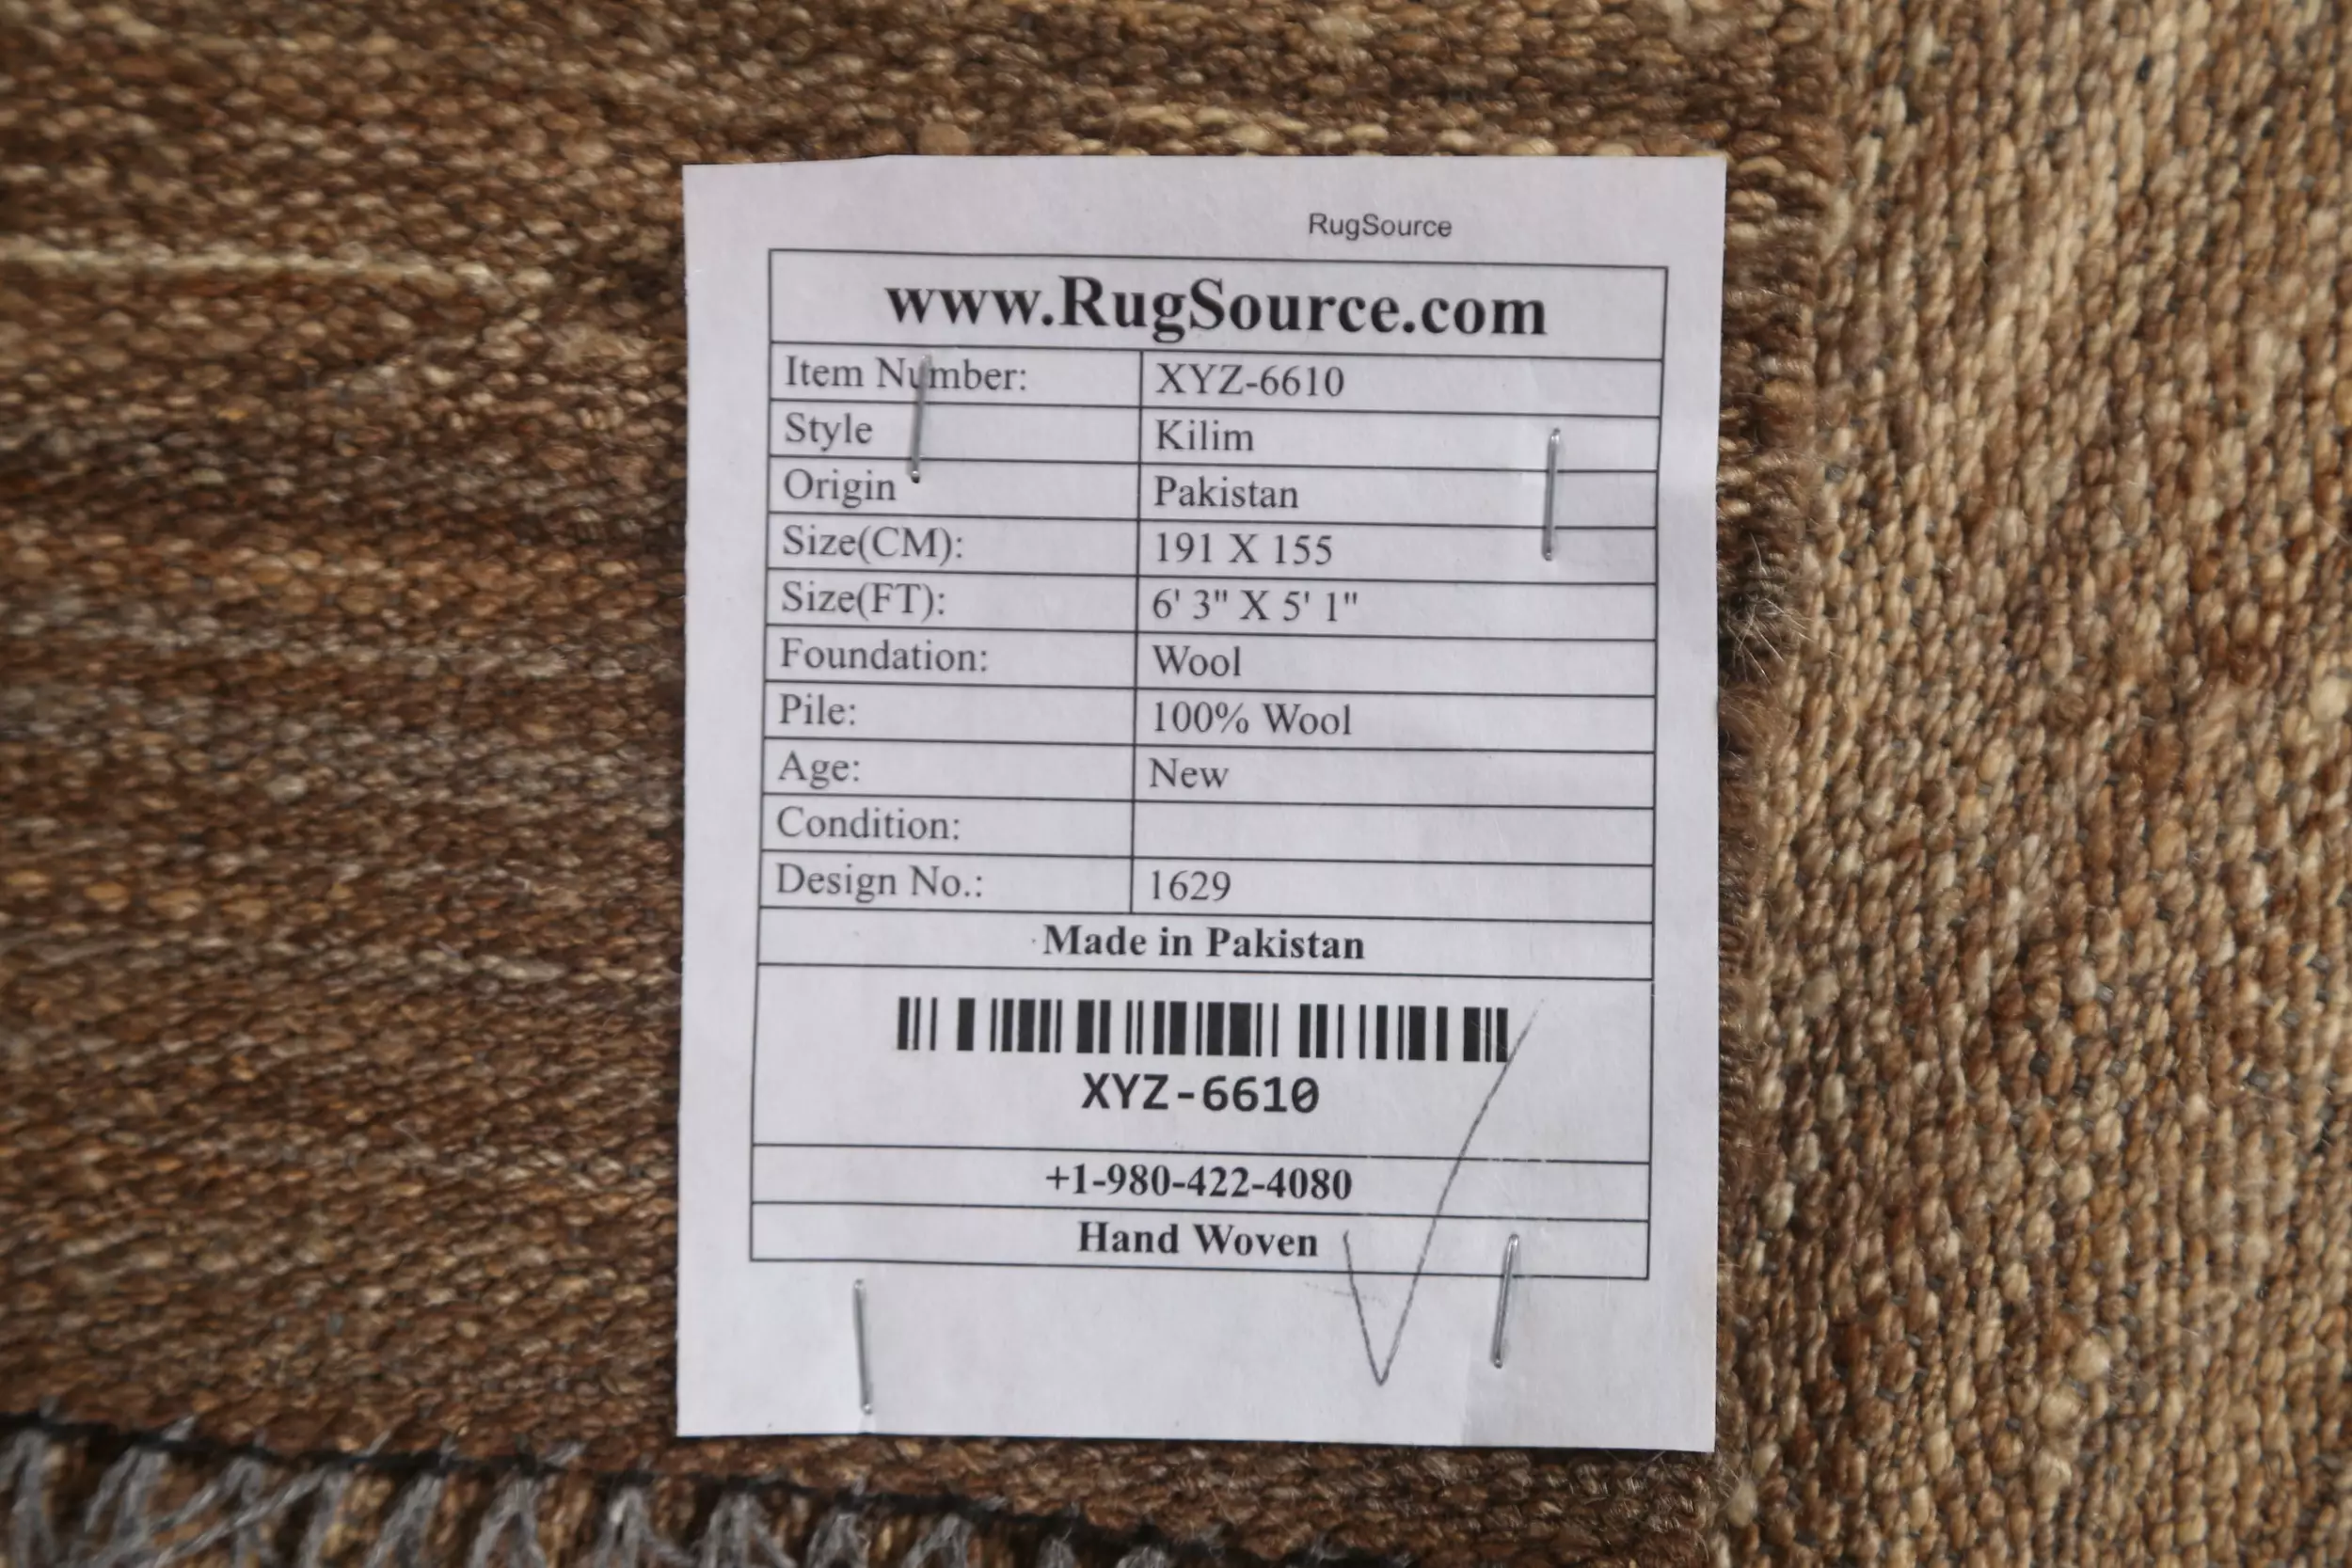 RugSource
www.RugSource.com
Item Number: XYZ-6610
Style Kilim
Origin Pakistan
Size(CM): 191 X 155
Size(FT): 6' 3" X 5' 1"
Foundation: Wool
Pile: 100% Wool
Age: New
Condition:
Design No.: 1629
Made in Pakistan
XYZ-6610
+1-980-422-4080
Hand Woven